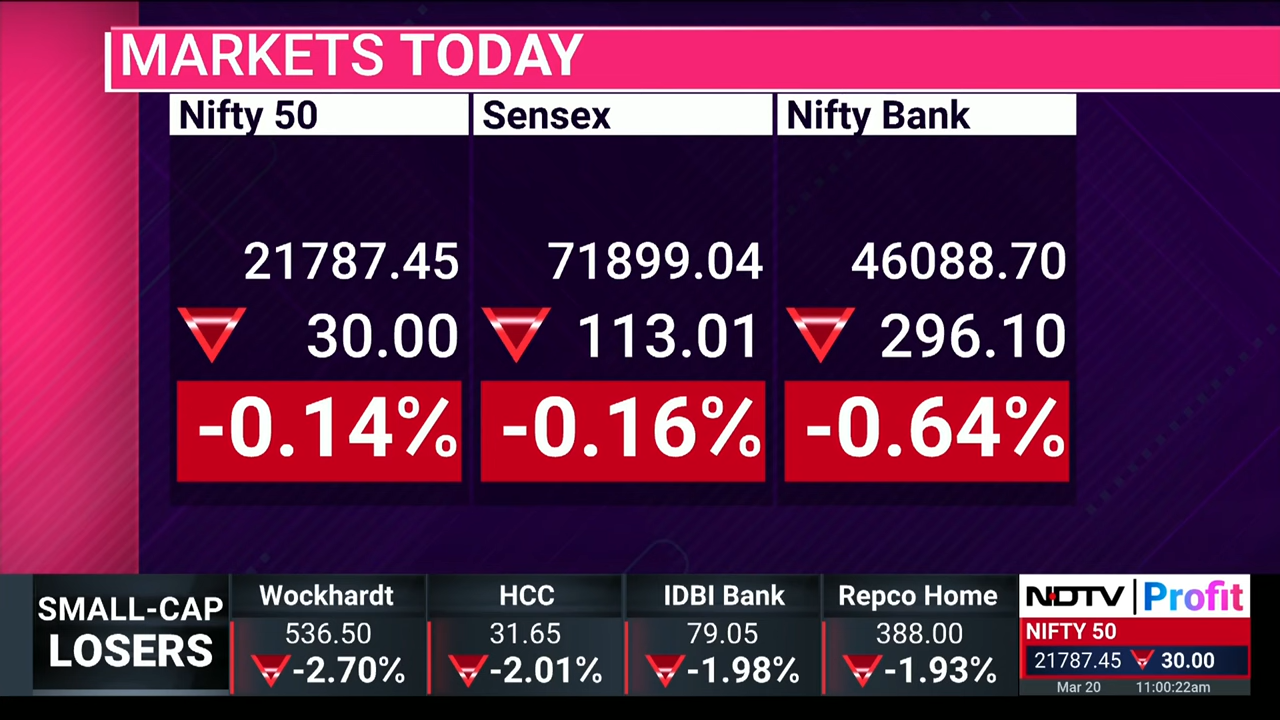 MARKETS TODAY
Nifty 50 Sensex Nifty Bank
21787.45 71899.04 46088.70
30.00 113.01 296.10
-0.14% -0.16% -0.64%
SMALL-CAP
LOSERS
Wockhardt HCC IDBI Bank Repco Home
536.50 31.65 79.05 388.00
-2.70% -2.01% -1.98% -1.93%
NDTV Profit
NIFTY 50
21787.45 30.00
Mar 20 11:00:22am